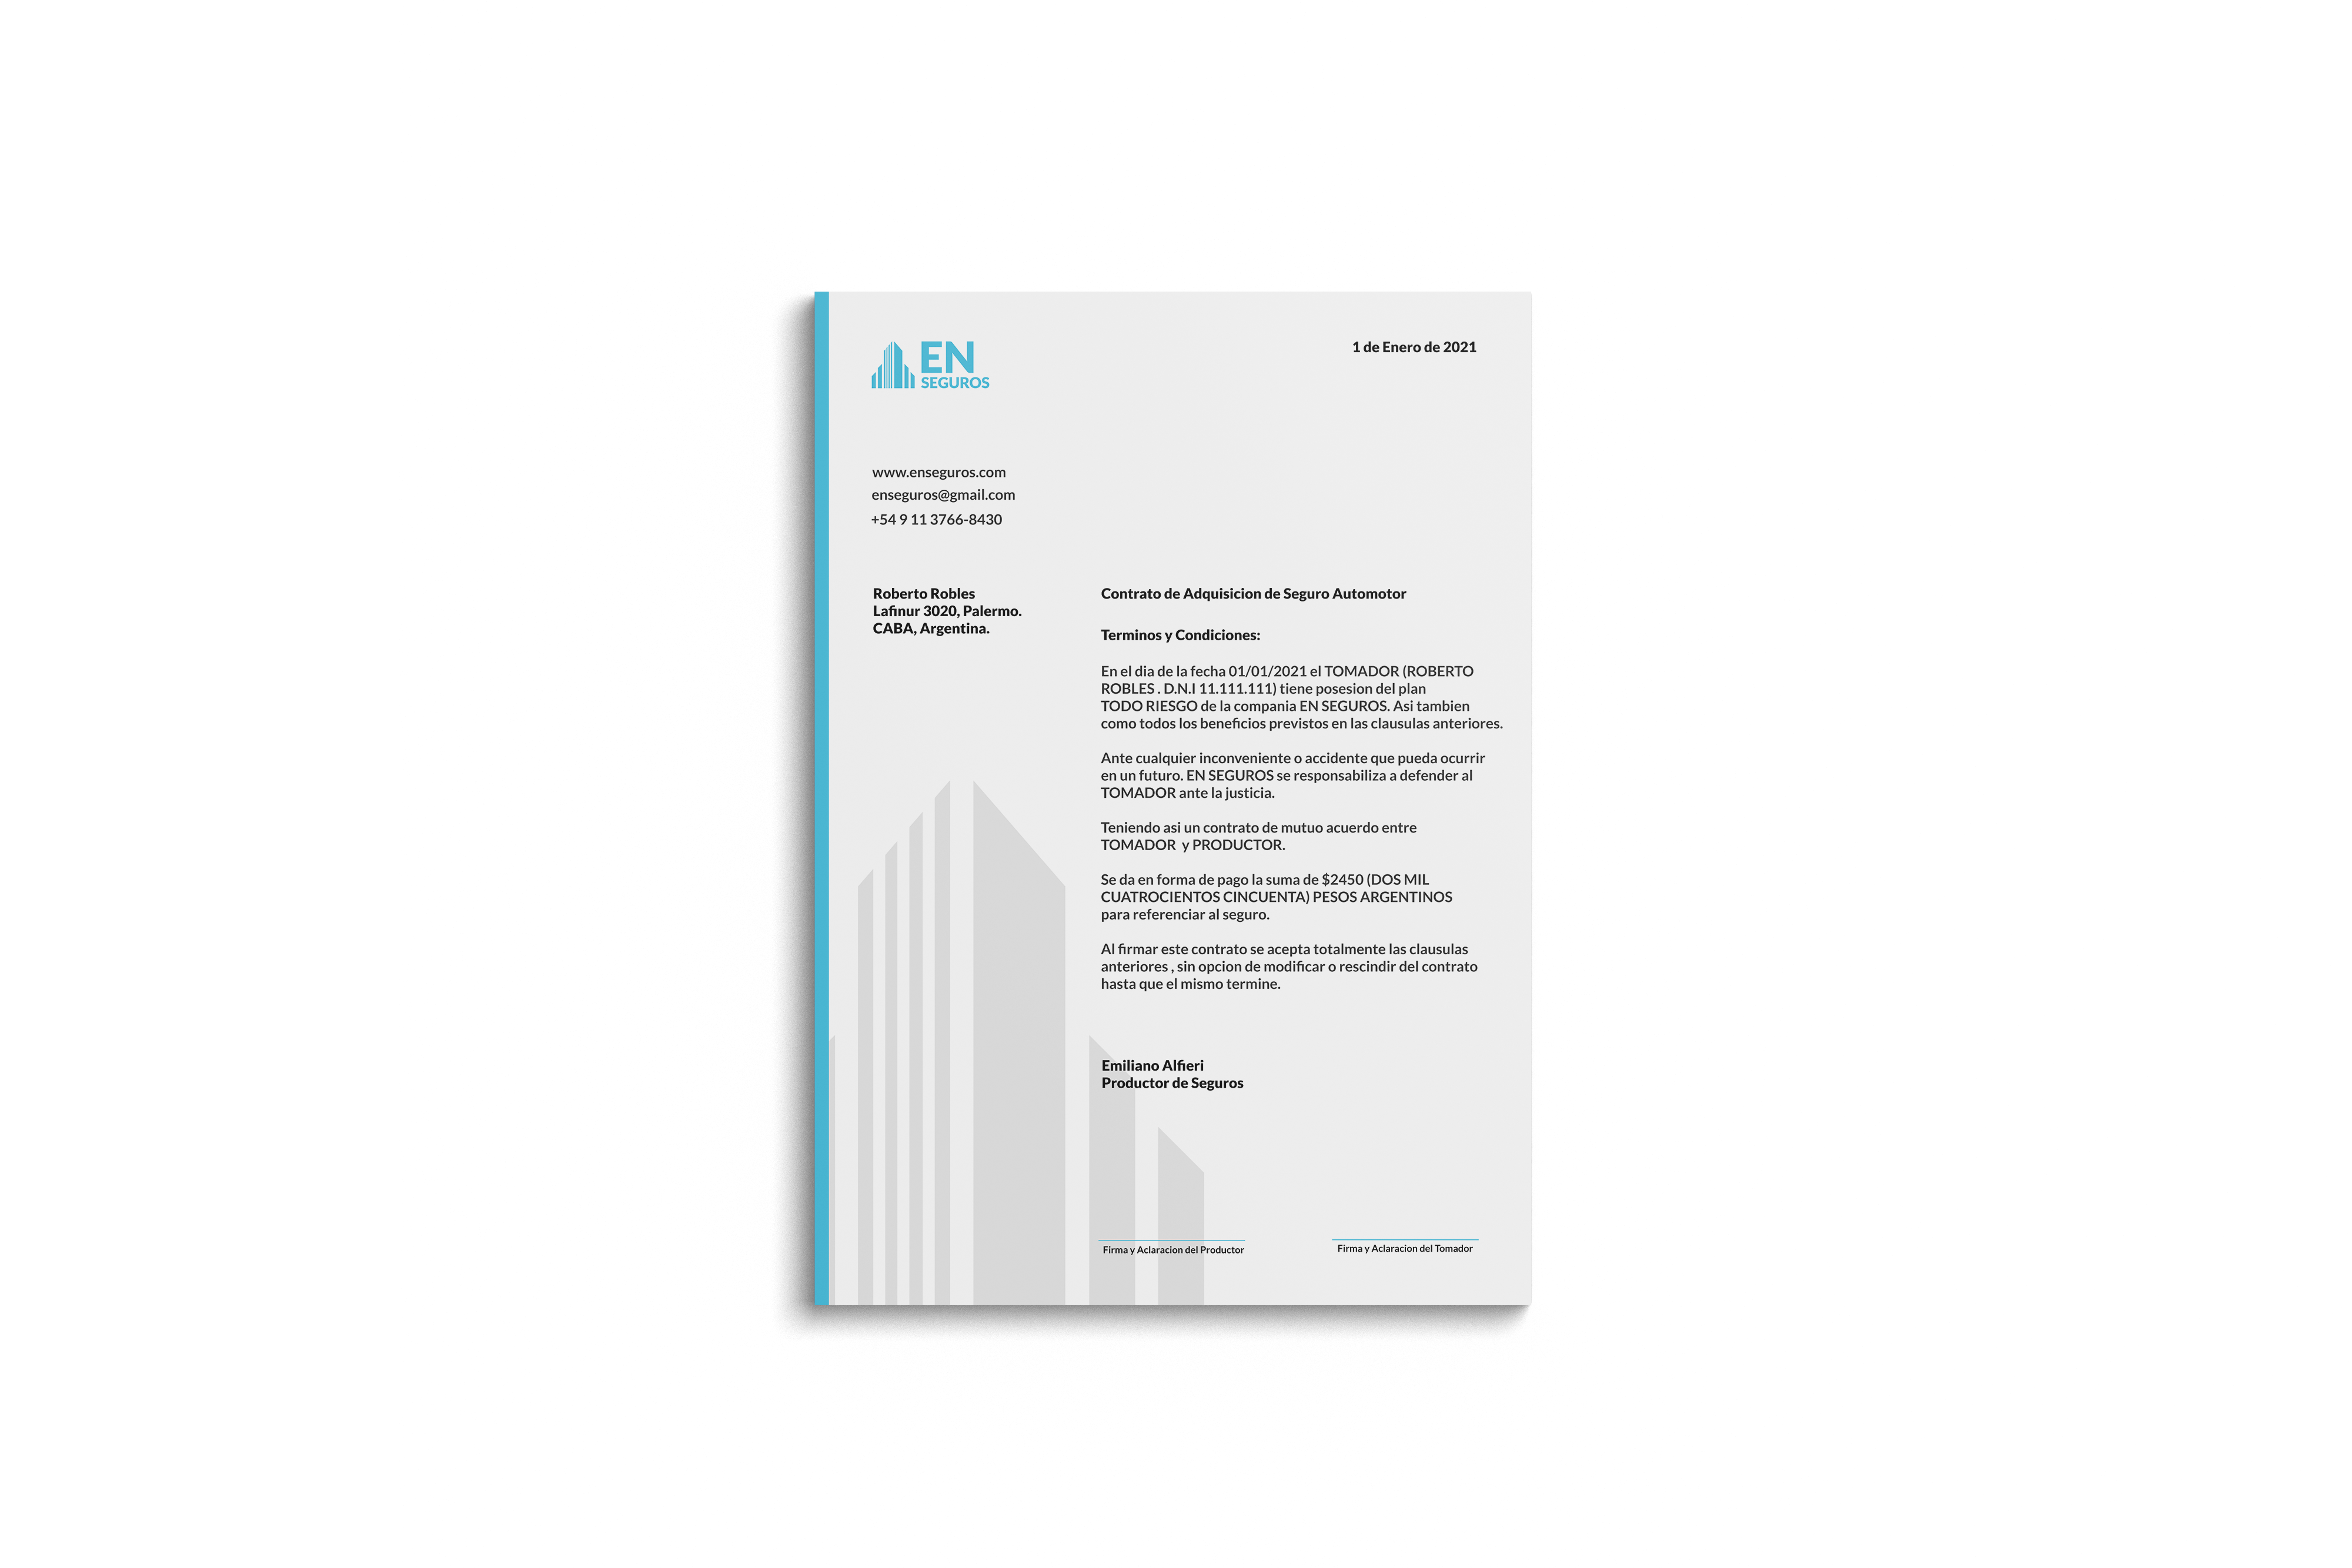 EN
SEGUROS
1 de Enero de 2021
www.enseguros.com
enseguros@gmail.com
+54 9 11 3766-8430
Roberto Robles
Lafinur 3020, Palermo.
CABA, Argentina.
Contrato de Adquisicion de Seguro Automotor
Terminos y Condiciones:
En el dia de la fecha 01/01/2021 el TOMADOR (ROBERTO
ROBLES . D.N.I 11.111.111) tiene posesion del plan
TODO RIESGO de la compania EN SEGUROS. Asi tambien
como todos los beneficios previstos en las clausulas anteriores.
Ante cualquier inconveniente o accidente que pueda ocurrir
en un futuro. EN SEGUROS se responsabiliza a defender al
TOMADOR ante la justicia.
Teniendo asi un contrato de mutuo acuerdo entre
TOMADOR  y PRODUCTOR.
Se da en forma de pago la suma de $2450 (DOS MIL
CUATROCIENTOS CINCUENTA) PESOS ARGENTINOS
para referenciar al seguro.
Al firmar este contrato se acepta totalmente las clausulas
anteriores , sin opcion de modificar o rescindir del contrato
hasta que el mismo termine.
Emiliano Alfieri
Productor de Seguros
Firma y Aclaracion del Productor
Firma y Aclaracion del Tomador